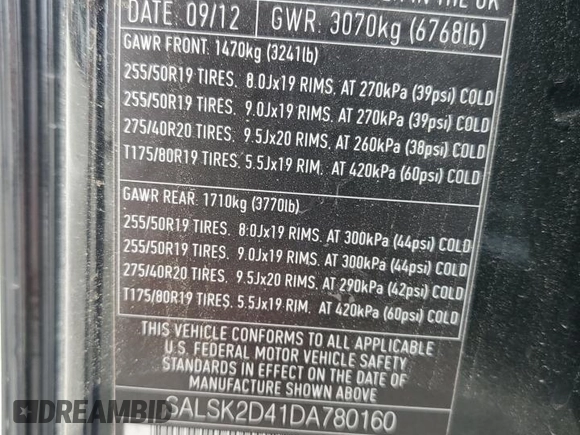 IN THE UK
DATE: 09/12 GWR: 3070kg (6768lb)
GAWR FRONT: 1470kg (3241lb)
255/50R19 TIRES. 8.0Jx19 RIMS. AT 270kPa (39psi) COLD
255/50R19 TIRES. 9.0Jx19 RIMS. AT 270kPa (39psi) COLD
275/40R20 TIRES. 9.5Jx20 RIMS. AT 260kPa (38psi) COLD
T175/80R19 TIRES. 5.5Jx19 RIM. AT 420kPa (60psi) COLD
GAWR REAR: 1710kg (3770lb)
255/50R19 TIRES. 8.0Jx19 RIMS. AT 300kPa (44psi) COLD
255/50R19 TIRES. 9.0Jx19 RIMS. AT 300kPa (44psi) COLD
275/40R20 TIRES. 9.5Jx20 RIMS. AT 290kPa (42psi) COLD
T175/80R19 TIRES. 5.5Jx19 RIM. AT 420kPa (60psi) COLD
THIS VEHICLE CONFORMS TO ALL APPLICABLE
U.S. FEDERAL MOTOR VEHICLE SAFETY
STANDARDS IN EFFECT ON THE DATE OF
MANUFACTURE SHOWN ABOVE
SALSK2D41DA780160
AUTOHELPERBOT.COM